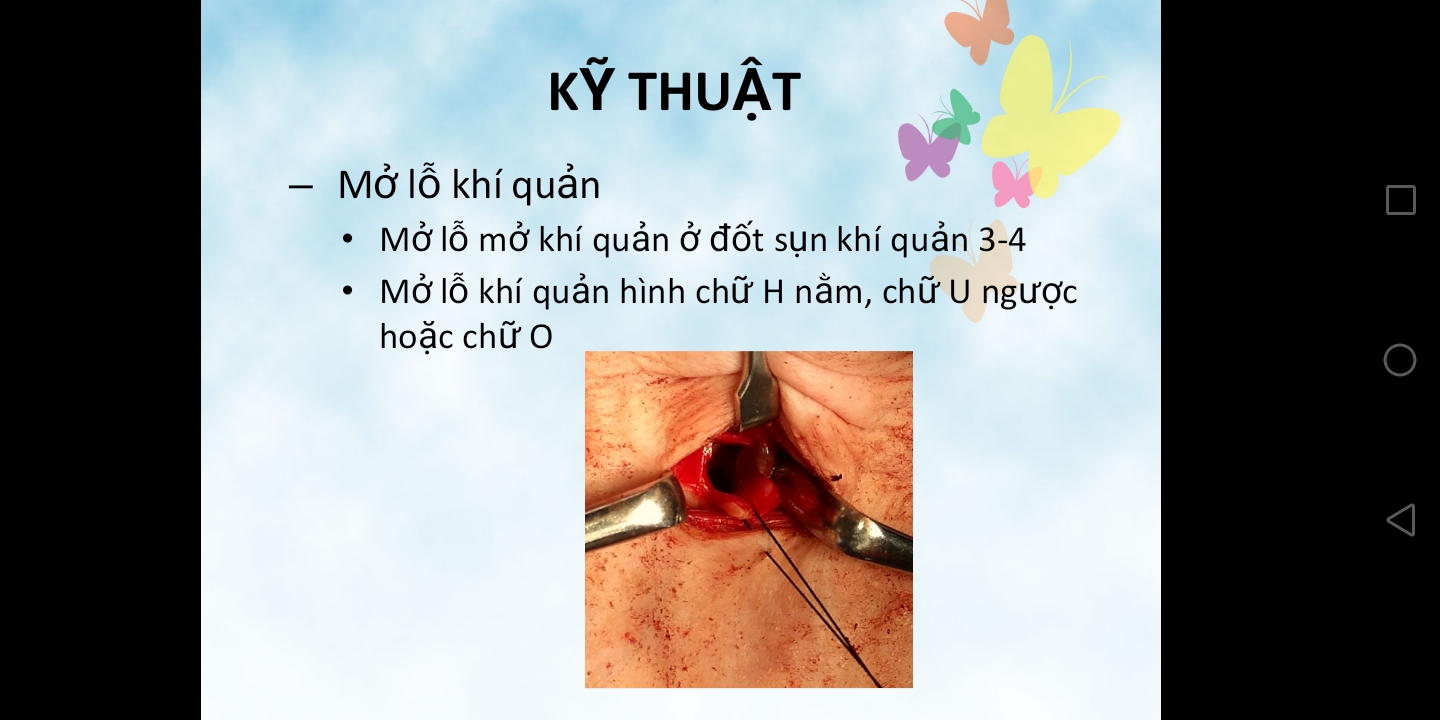 KỸ THUẬT
– Mở lỗ khí quản
• Mở lỗ mở khí quản ở đốt sụn khí quản 3-4
• Mở lỗ khí quản hình chữ H nằm, chữ U ngược
hoặc chữ O